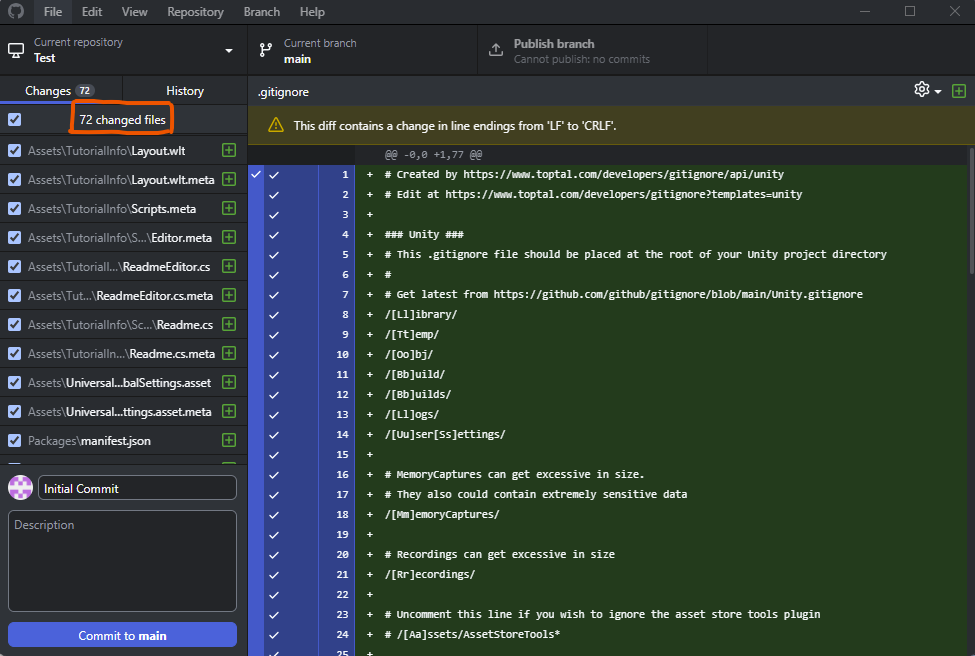 File Edit View Repository Branch Help
Current repository
Test
Current branch
main
Publish branch
Cannot publish: no commits
Changes 72
History
72 changed files
Assets\TutorialInfo\Layout.wlt
Assets\TutorialInfo\Layout.wlt.meta
Assets\TutorialInfo\Scripts.meta
Assets\TutorialInfo\S...\Editor.meta
Assets\TutorialI...\ReadmeEditor.cs
Assets\Tut...\ReadmeEditor.cs.meta
Assets\TutorialInfo\Sc...\Readme.cs
Assets\TutorialIn...\Readme.cs.meta
Assets\Universal...balSettings.asset
Assets\Universal...ttings.asset.meta
Packages\manifest.json
Initial Commit
Description
Commit to main
.gitignore
This diff contains a change in line endings from 'LF' to 'CRLF'.
@@ -0,0 +1,77 @@
1 + # Created by https://www.toptal.com/developers/gitignore/api/unity
2 + # Edit at https://www.toptal.com/developers/gitignore?templates=unity
3 +
4 + ### Unity ###
5 + # This .gitignore file should be placed at the root of your Unity project directory
6 + #
7 + # Get latest from https://github.com/github/gitignore/blob/main/Unity.gitignore
8 + /[Ll]ibrary/
9 + /[Tt]emp/
10 + /[Oo]bj/
11 + /[Bb]uild/
12 + /[Bb]uilds/
13 + /[Ll]ogs/
14 + /[Uu]ser[Ss]ettings/
15 +
16 + # MemoryCaptures can get excessive in size.
17 + # They also could contain extremely sensitive data
18 + /[Mm]emoryCaptures/
19 +
20 + # Recordings can get excessive in size
21 + /[Rr]ecordings/
22 +
23 + # Uncomment this line if you wish to ignore the asset store tools plugin
24 + # /[Aa]ssets/AssetStoreTools*
25 +